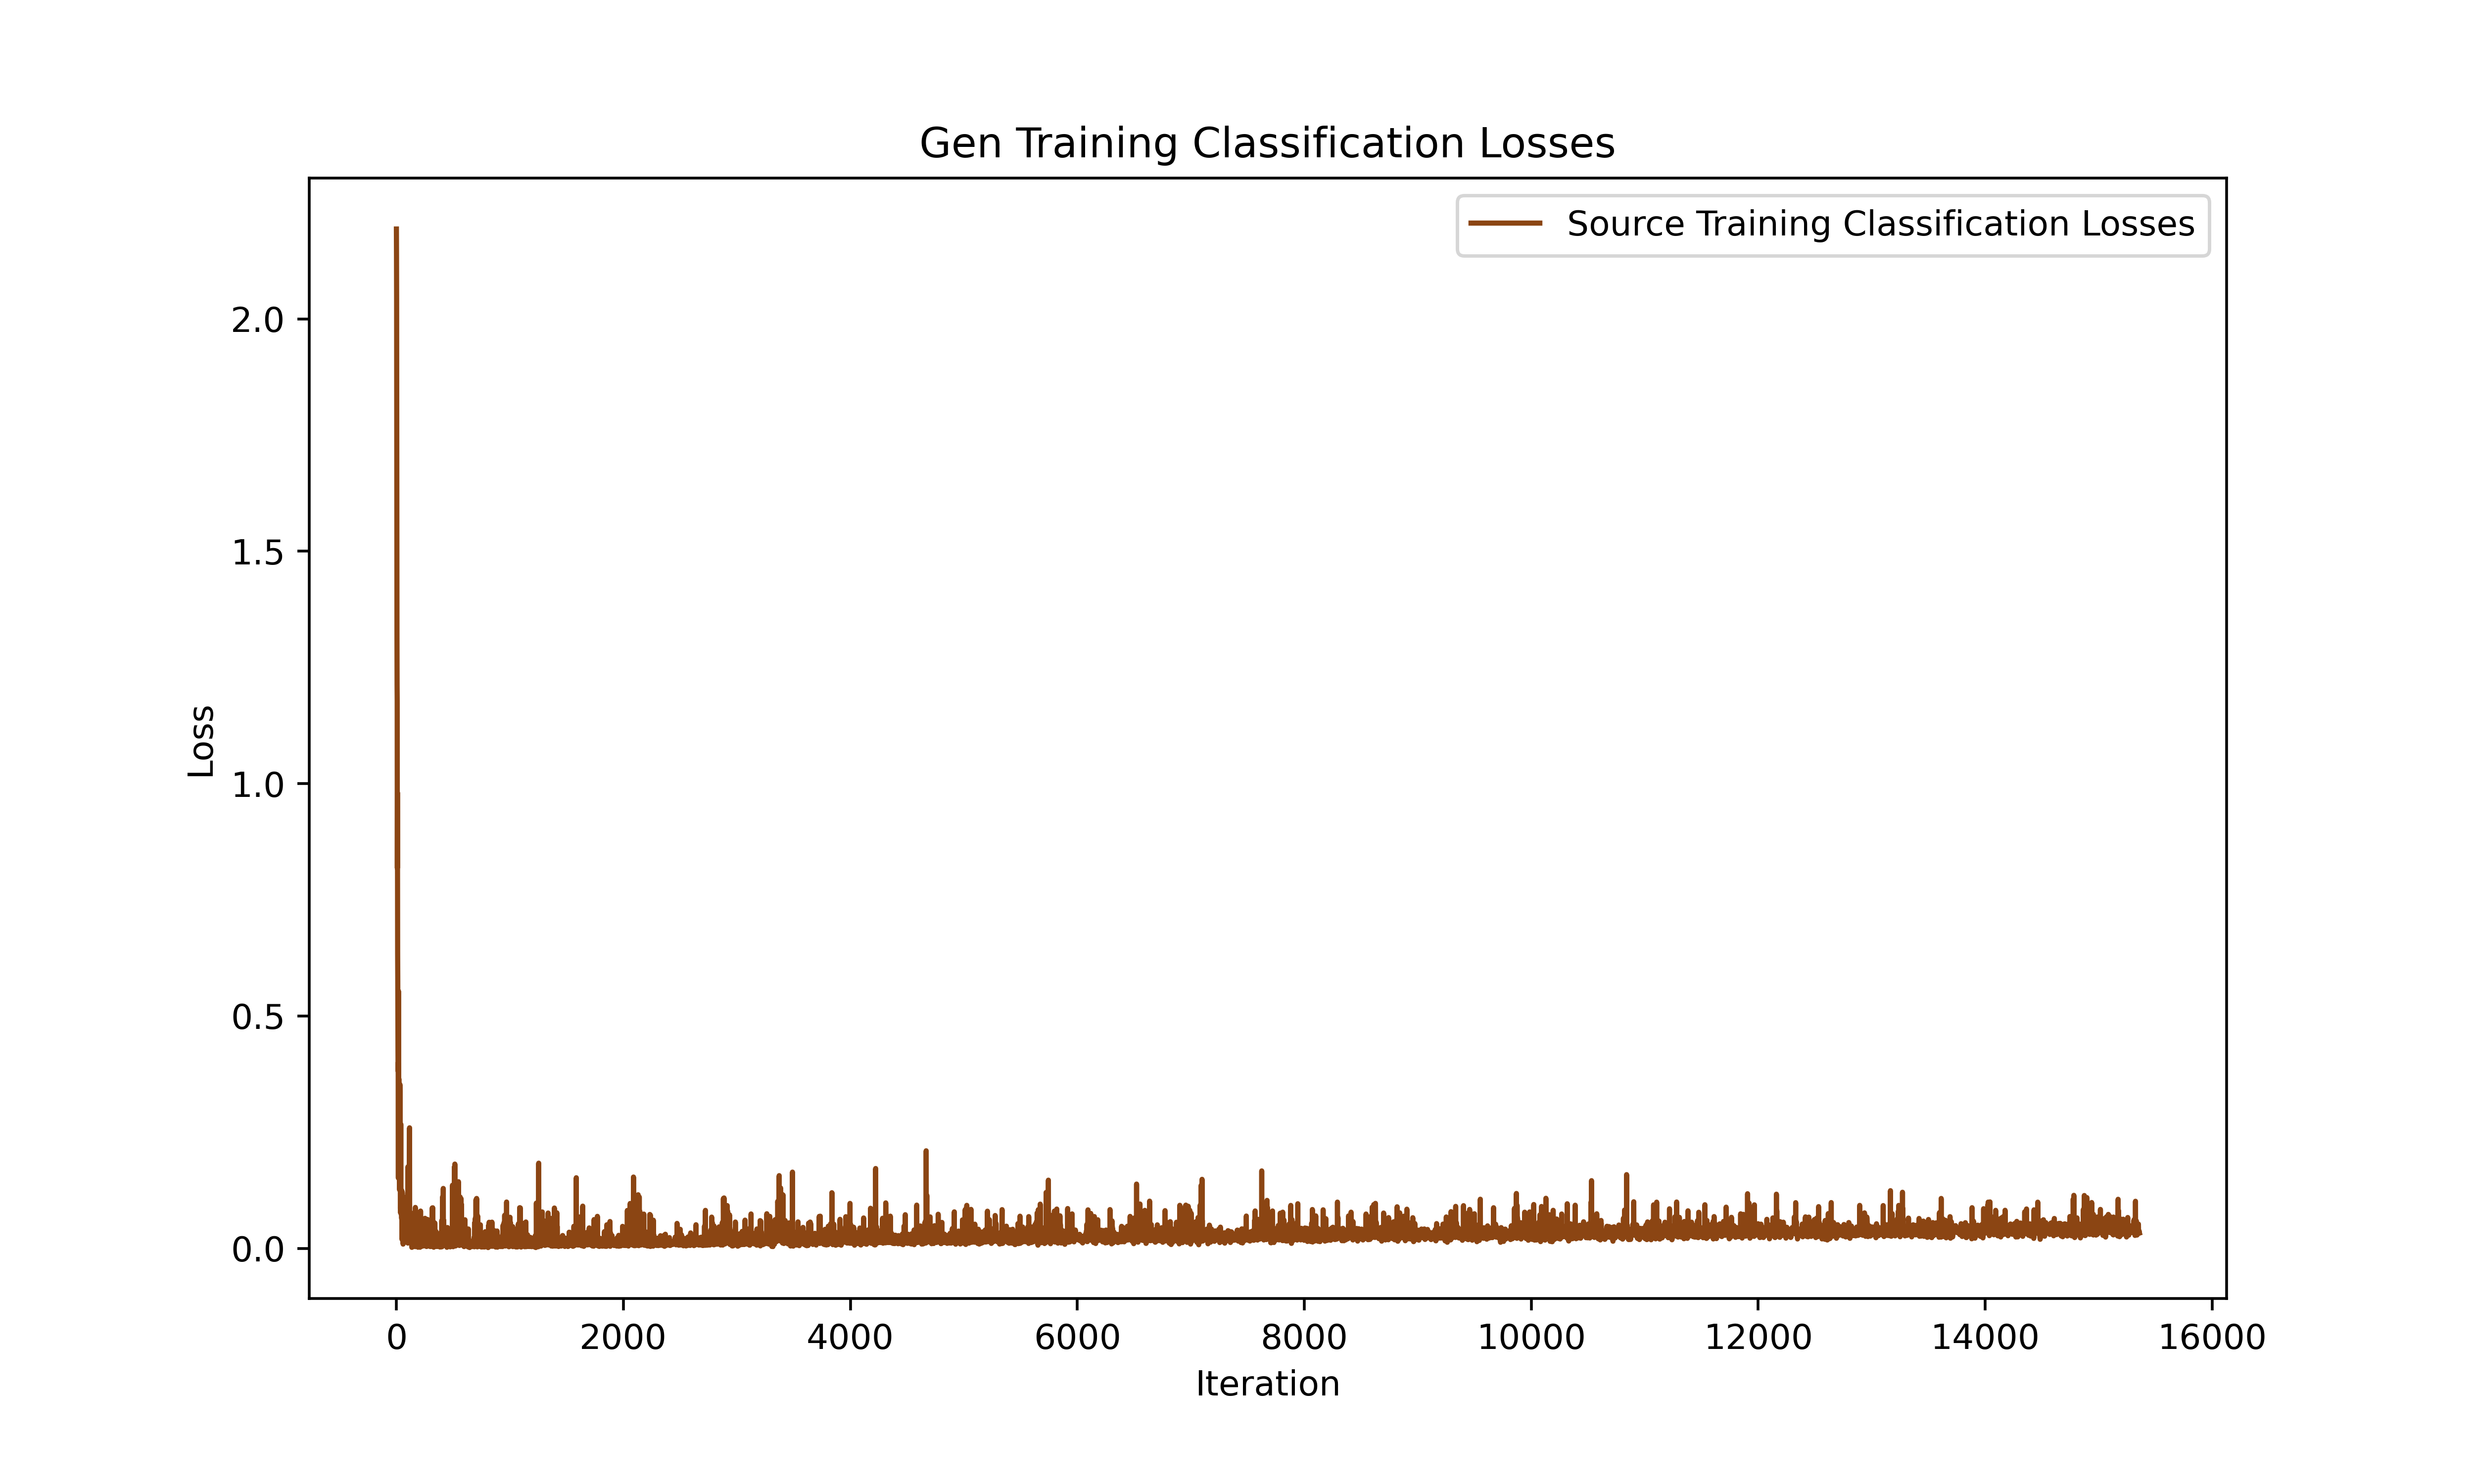 Gen Training Classification Losses
Source Training Classification Losses
2.0
1.5
1.0
0.5
0.0
Loss
0 2000 4000 6000 8000 10000 12000 14000 16000
Iteration